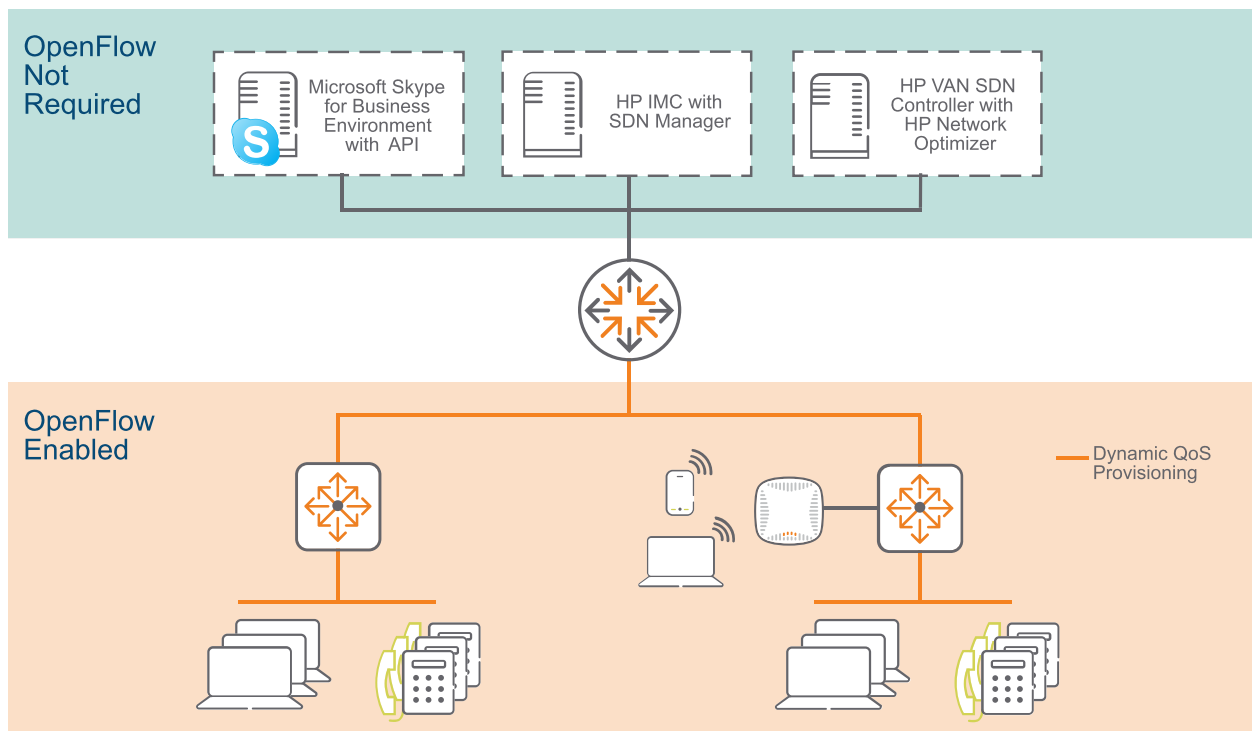 OpenFlow
Not
Required
Microsoft Skype
for Business
Environment
with API
HP IMC with
SDN Manager
HP VAN SDN
Controller with
HP Network
Optimizer
S
OpenFlow
Enabled
Dynamic QoS
Provisioning